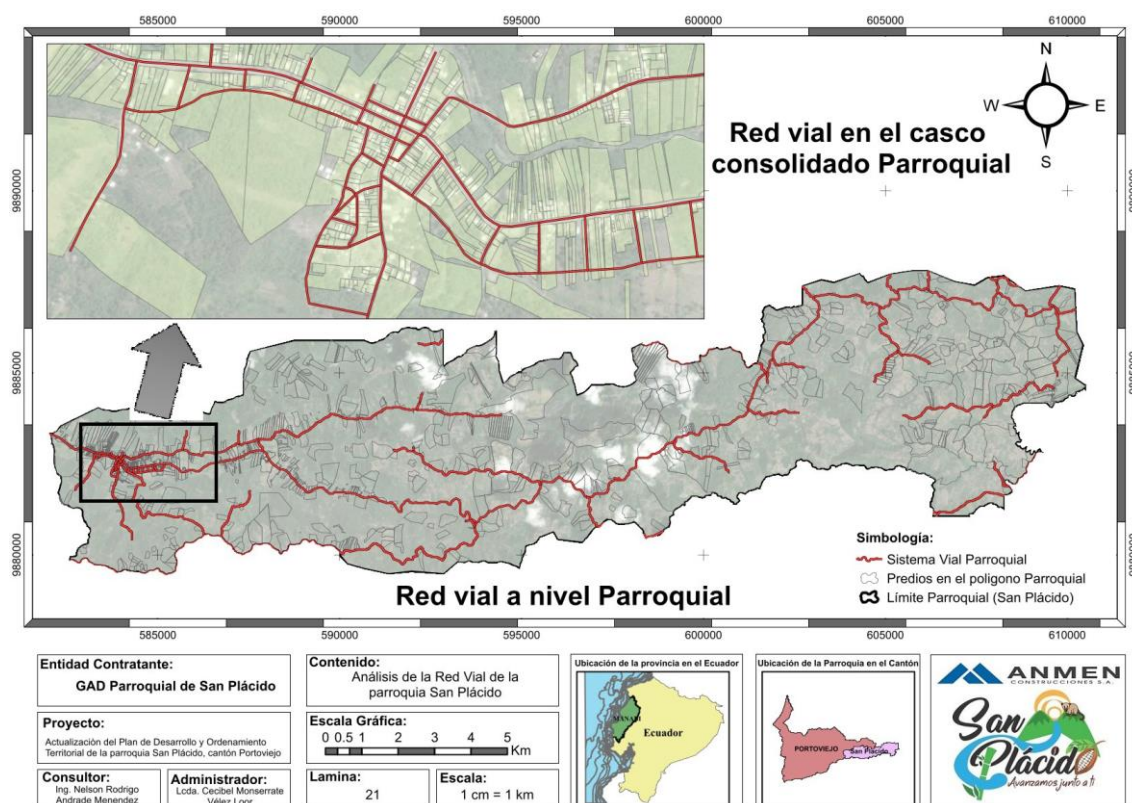 585000
590000
595000
600000
605000
610000
N
W
E
S
Red vial en el casco
consolidado Parroquial
9890000
9885000
9880000
9890000
9885000
9880000
Simbología:
Sistema Vial Parroquial
Predios en el poligono Parroquial
Límite Parroquial (San Plácido)
Red vial a nivel Parroquial
585000
590000
595000
600000
605000
610000
Entidad Contratante:
GAD Parroquial de San Plácido
Proyecto:
Actualización del Plan de Desarrollo y Ordenamiento
Territorial de la parroquia San Plácido, cantón Portoviejo
Consultor:
Ing. Nelson Rodrigo
Andrade Menendez
Administrador:
Lcda. Cecibel Monserrate
Vélez Loor
Contenido:
Análisis de la Red Vial de la
parroquia San Plácido
Escala Gráfica:
0 0.5 1 2 3 4 5
Km
Lamina:
21
Escala:
1 cm = 1 km
Ubicación de la provincia en el Ecuador
MANABI
Ecuador
Ubicación de la Parroquia en el Cantón
PORTOVIEJO
San Plácido
ANMEN
CONSTRUCCIONES S.A.
San
Plácido
Avanzamos junto a ti